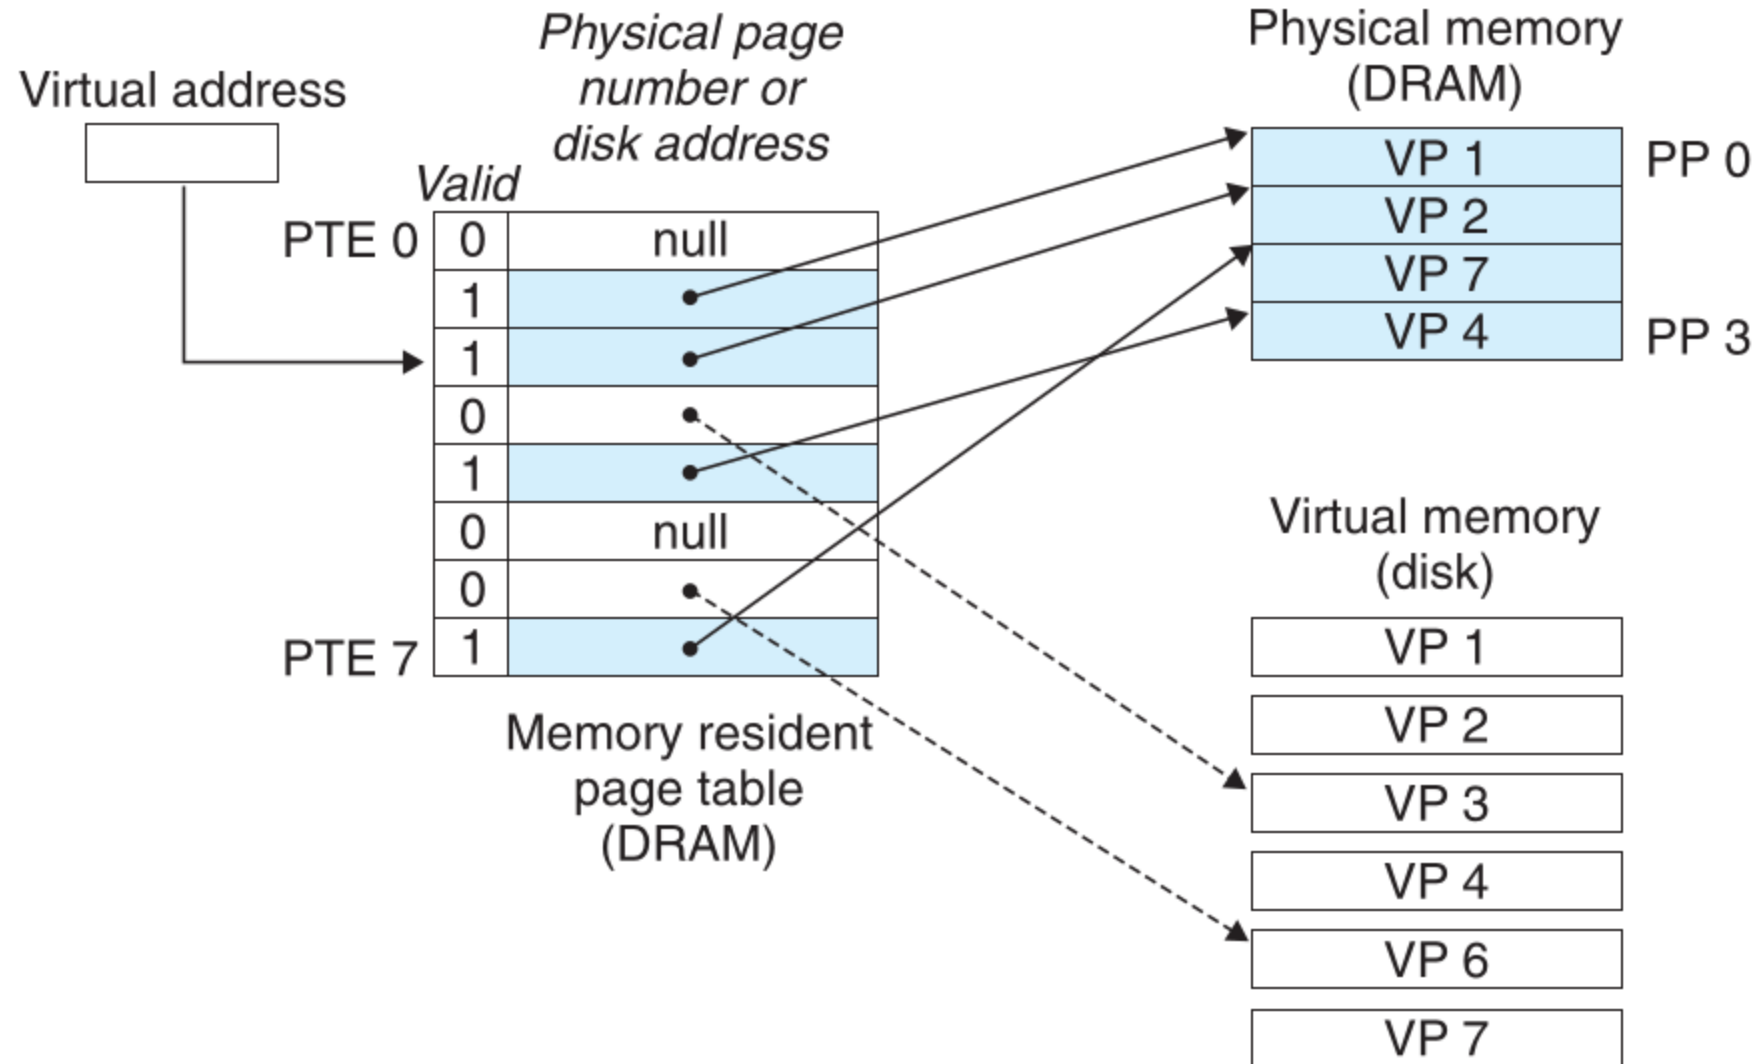 Virtual address
Physical page
number or
disk address
Valid
PTE 0
0
null
1
1
0
1
0
null
0
PTE 7
1
Memory resident
page table
(DRAM)
Physical memory
(DRAM)
VP 1
PP 0
VP 2
VP 7
VP 4
PP 3
Virtual memory
(disk)
VP 1
VP 2
VP 3
VP 4
VP 6
VP 7